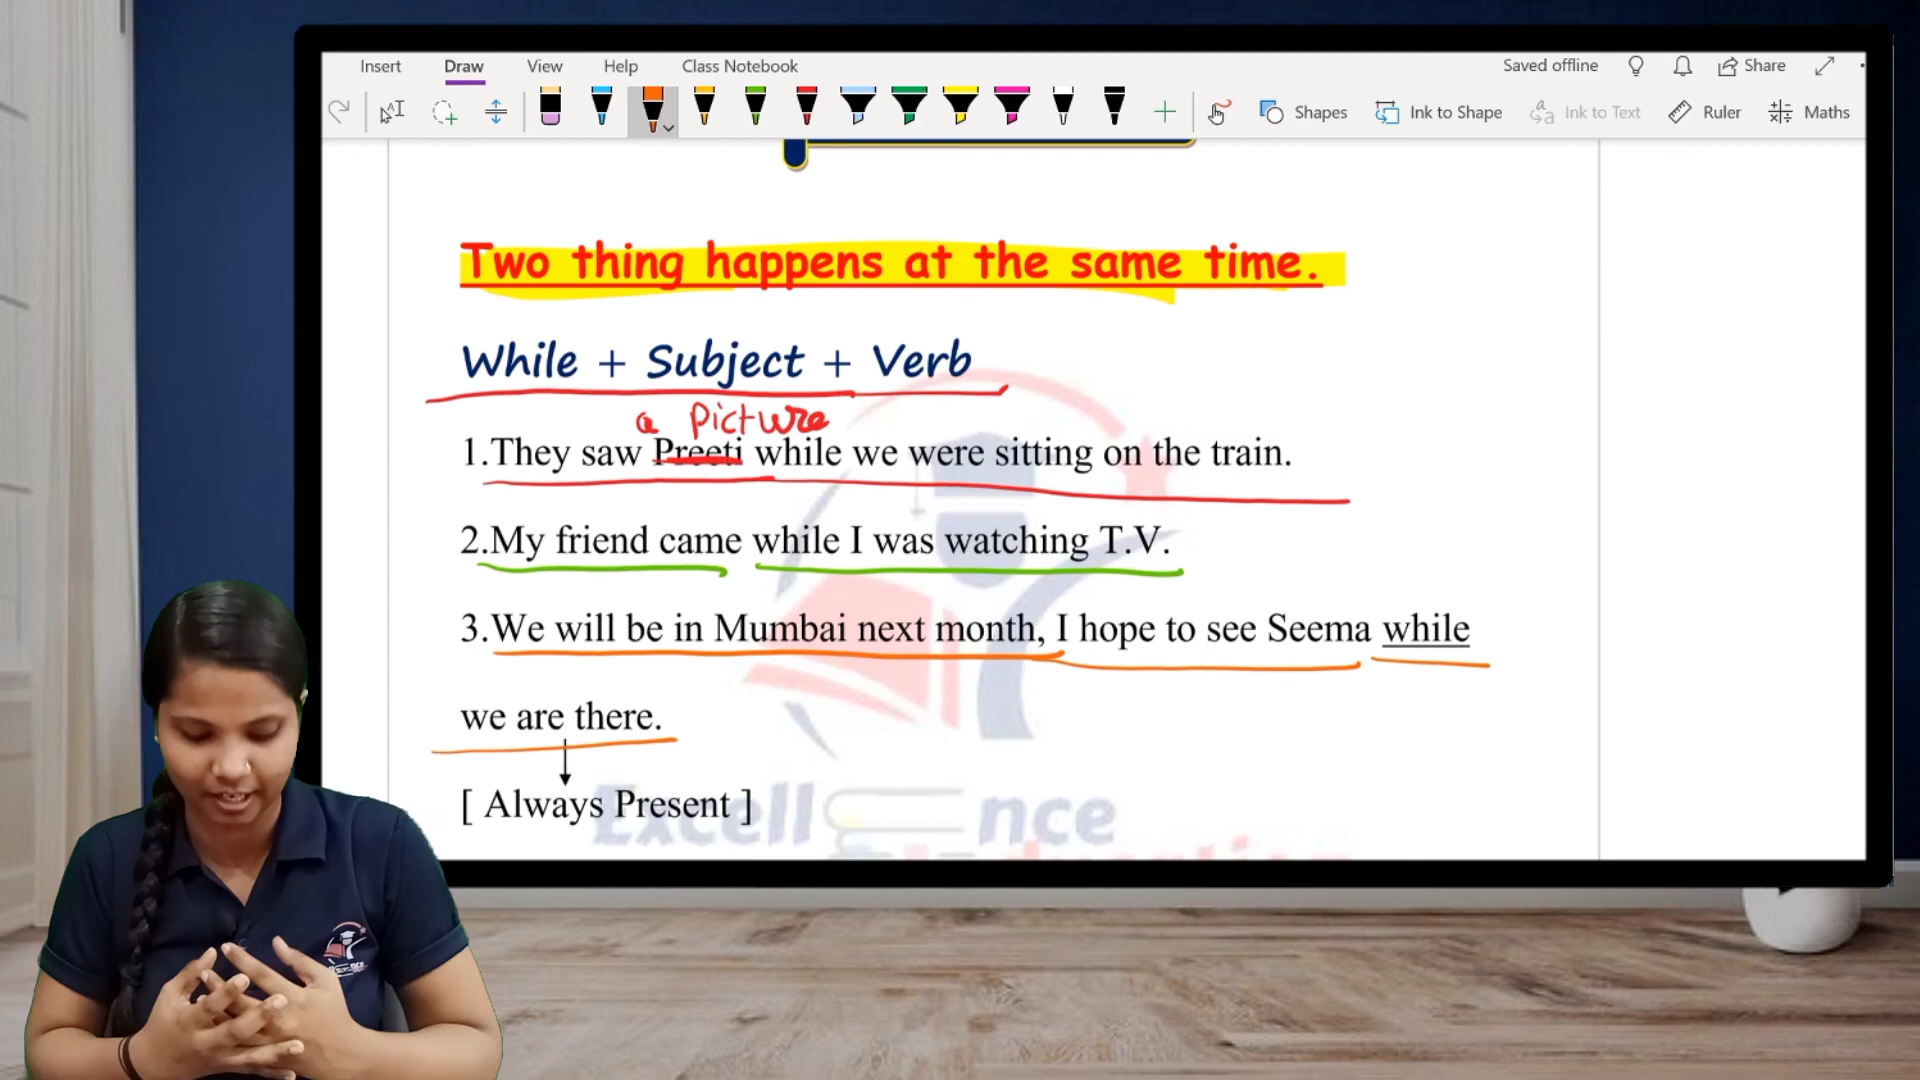 Insert Draw View Help Class Notebook Saved offline Share
Shapes Ink to Shape Ink to Text Ruler Maths
Two thing happens at the same time.
While + Subject + Verb
a Picture
1.They saw Preeti while we were sitting on the train.
2.My friend came while I was watching T.V.
3.We will be in Mumbai next month, I hope to see Seema while
we are there.
[ Always Present ]
Excell nce